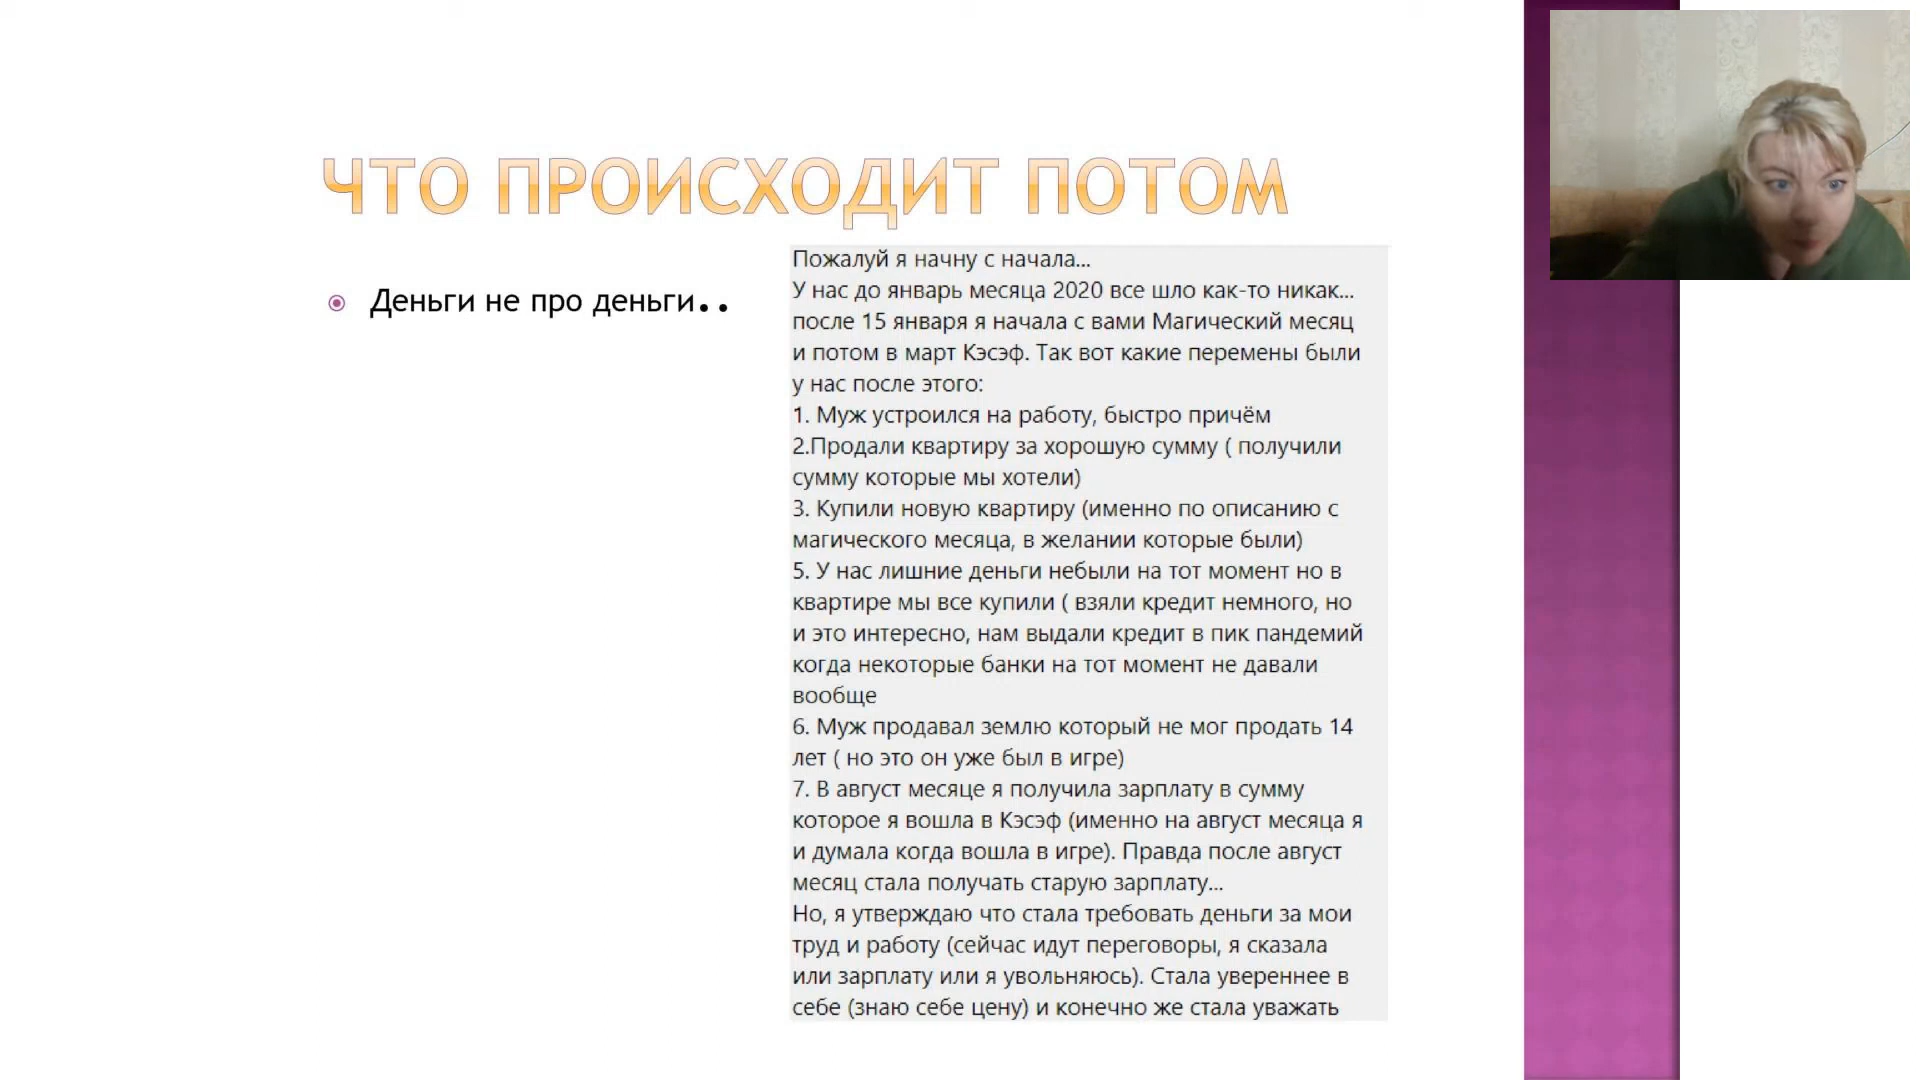 ЧТО ПРОИСХОДИТ ПОТОМ
Деньги не про деньги..
Пожалуй я начну с начала...
У нас до январь месяца 2020 все шло как-то никак...
после 15 января я начала с вами Магический месяц
и потом в март Кэсэф. Так вот какие перемены были
у нас после этого:
1. Муж устроился на работу, быстро причём
2.Продали квартиру за хорошую сумму ( получили
сумму которые мы хотели)
3. Купили новую квартиру (именно по описанию с
магического месяца, в желании которые были)
5. У нас лишние деньги небыли на тот момент но в
квартире мы все купили ( взяли кредит немного, но
и это интересно, нам выдали кредит в пик пандемий
когда некоторые банки на тот момент не давали
вообще
6. Муж продавал землю который не мог продать 14
лет ( но это он уже был в игре)
7. В август месяце я получила зарплату в сумму
которое я вошла в Кэсэф (именно на август месяца я
и думала когда вошла в игре). Правда после август
месяц стала получать старую зарплату...
Но, я утверждаю что стала требовать деньги за мои
труд и работу (сейчас идут переговоры, я сказала
или зарплату или я увольняюсь). Стала увереннее в
себе (знаю себе цену) и конечно же стала уважать